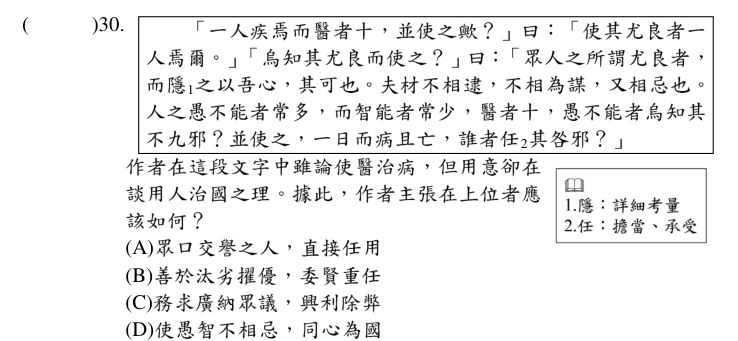 (　　)30.「一人疾焉而醫者十，並使之歟？」曰：「使其尤良者一
人焉爾。」「烏知其尤良而使之？」曰：「眾人之所謂尤良者，
而隱1之以吾心，其可也。夫材不相逮，不相為謀，又相忌也。
人之愚不能者常多，而智能者常少，醫者十，愚不能者烏知其
不九邪？並使之，一日而病且亡，誰者任2其咎邪？」
作者在這段文字中雖論使醫治病，但用意卻在
談用人治國之理。據此，作者主張在上位者應
該如何？
(A)眾口交譽之人，直接任用
(B)善於汰劣擢優，委賢重任
(C)務求廣納眾議，興利除弊
(D)使愚智不相忌，同心為國
1.隱：詳細考量
2.任：擔當、承受